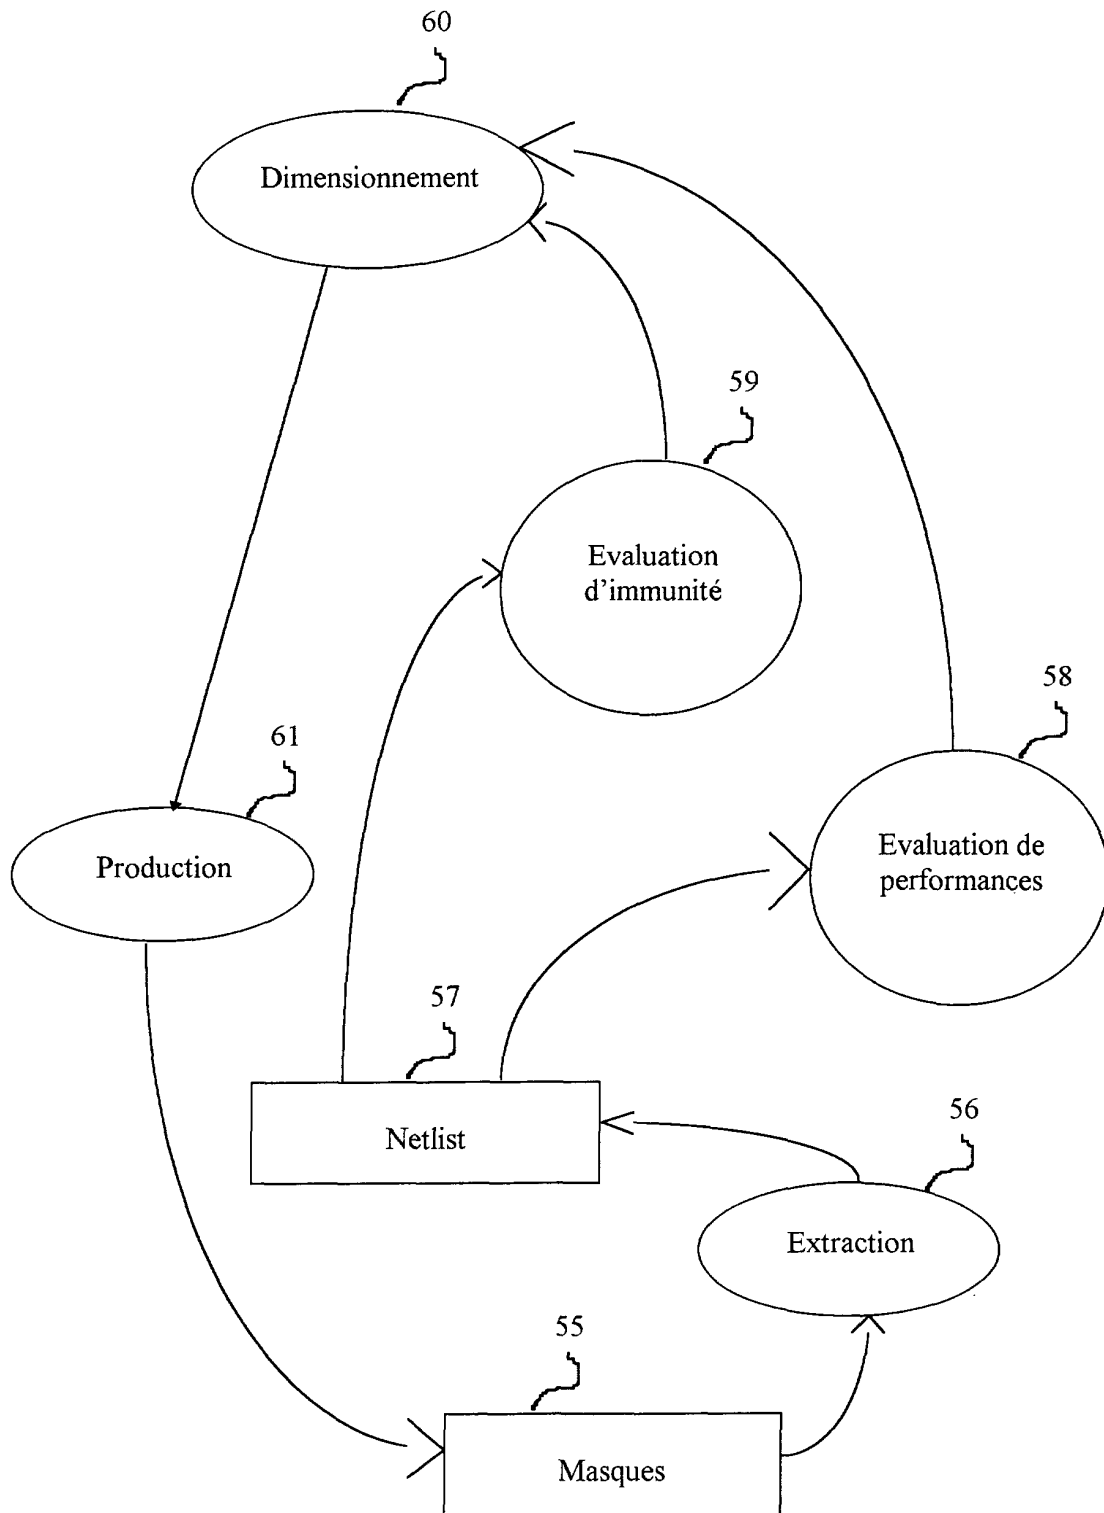 60
Dimensionnement
59
Evaluation
d'immunité
58
61
Evaluation de
performances
Production
57
Netlist
56
Extraction
55
Masques